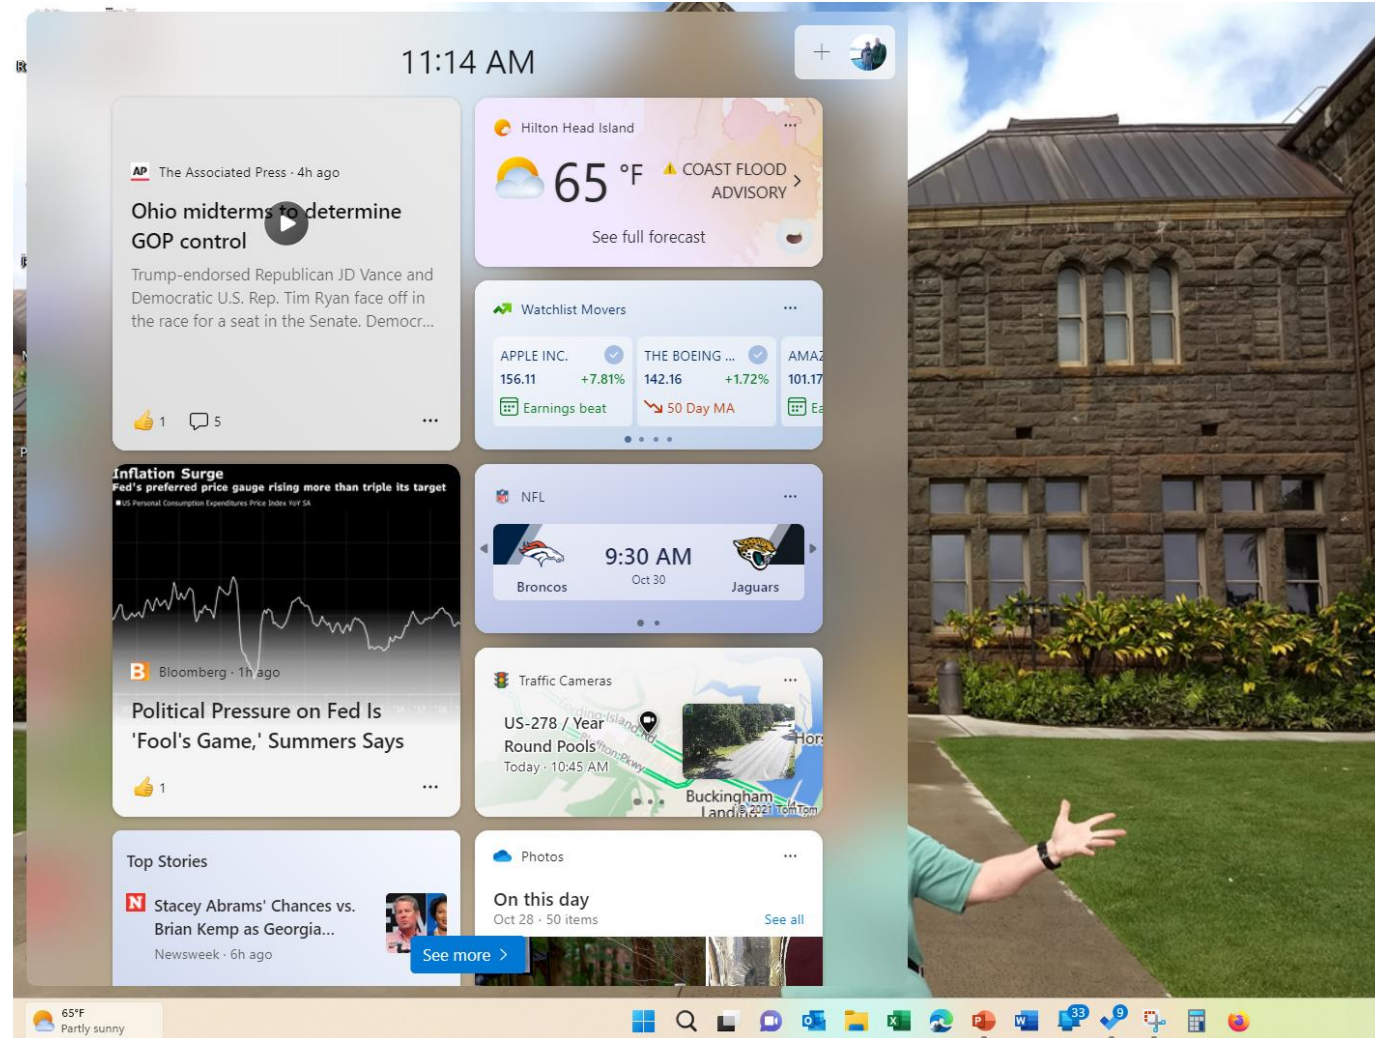 11:14 AM
AP The Associated Press · 4h ago
Ohio midterms to determine
GOP control
Trump-endorsed Republican JD Vance and
Democratic U.S. Rep. Tim Ryan face off in
the race for a seat in the Senate. Democr...
1 5
Hilton Head Island
65 °F
COAST FLOOD
ADVISORY
See full forecast
Watchlist Movers
APPLE INC.
156.11 +7.81%
Earnings beat
THE BOEING ...
142.16 +1.72%
50 Day MA
AMAZ
101.17
Ea
Inflation Surge
Fed's preferred price gauge rising more than triple its target
US Personal Consumption Expenditures Price Index YoY SA
B Bloomberg · 1h ago
Political Pressure on Fed Is
'Fool's Game,' Summers Says
1
NFL
9:30 AM
Oct 30
Broncos
Jaguars
Traffic Cameras
US-278 / Year
Round Pools
Today · 10:45 AM
Buckingham
Landing
Hors
© 2021 TomTom
Top Stories
N Stacey Abrams' Chances vs.
Brian Kemp as Georgia...
Newsweek · 6h ago
See more
Photos
On this day
Oct 28 · 50 items
See all
65°F
Partly sunny
33
9